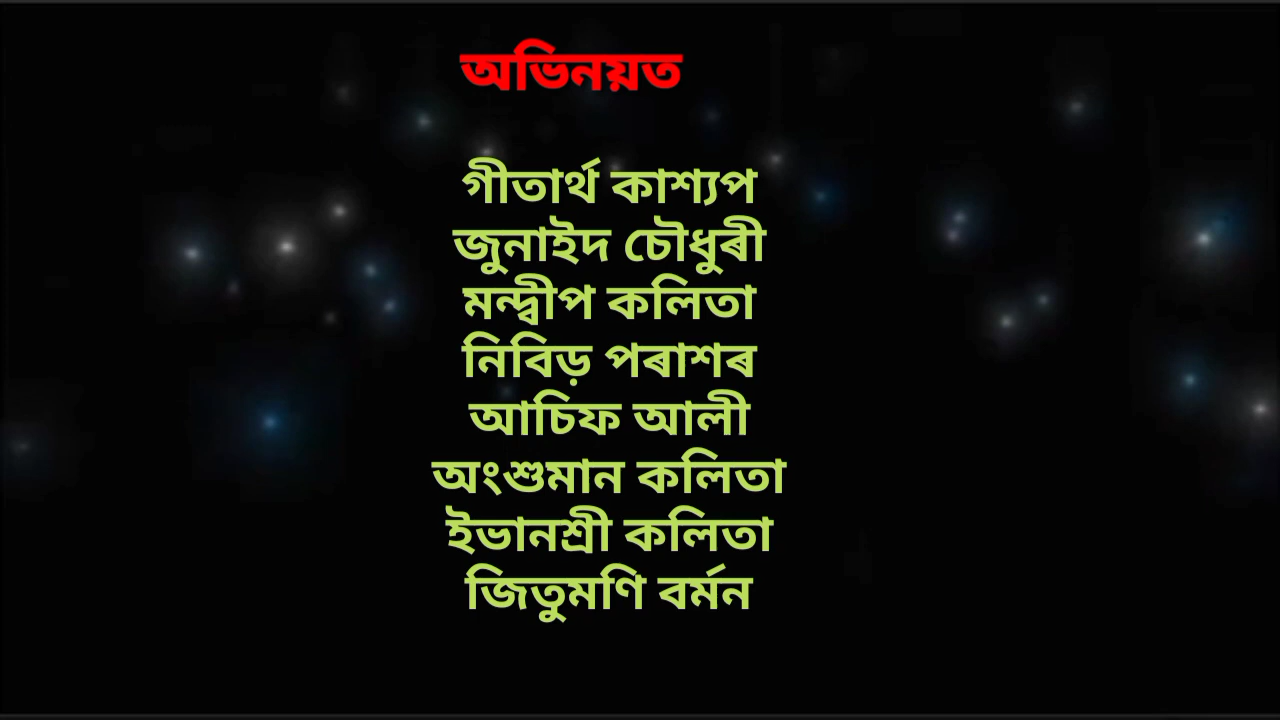 অভিনয়ত
গীতাৰ্থ কাশ্যপ
জুনাইদ চৌধুৰী
মন্দ্বীপ কলিতা
নিবিড় পৰাশৰ
আচিফ আলী
অংশুমান কলিতা
ইভানশ্ৰী কলিতা
জিতুমণি বৰ্মন